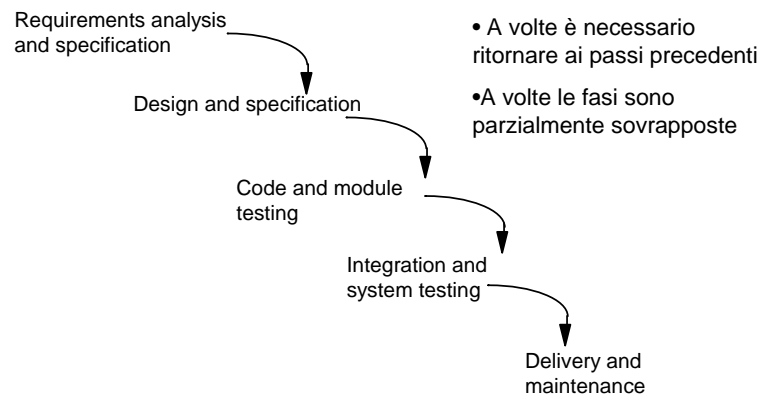 Requirements analysis
and specification
• A volte è necessario
ritornare ai passi precedenti
•A volte le fasi sono
parzialmente sovrapposte
Design and specification
Code and module
testing
Integration and
system testing
Delivery and
maintenance